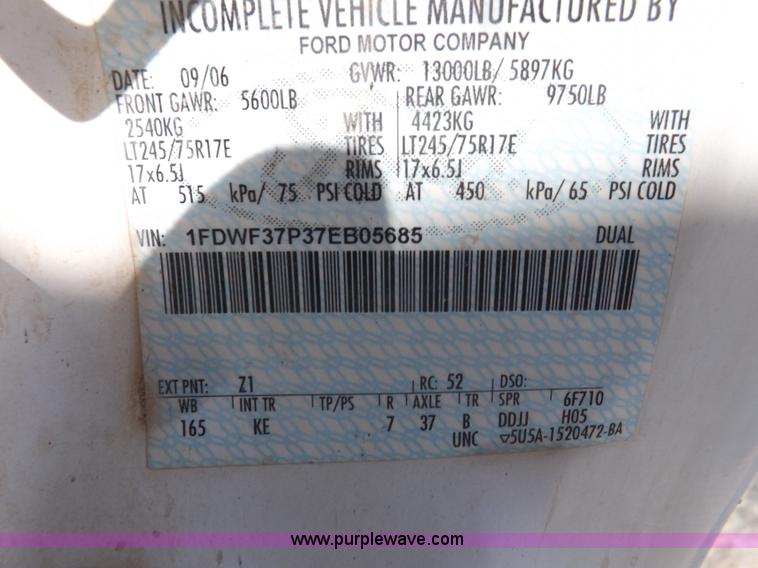 INCOMPLETE VEHICLE MANUFACTURED BY
FORD MOTOR COMPANY
DATE: 09/06 GVWR: 13000LB/ 5897KG
FRONT GAWR: 5600LB REAR GAWR: 9750LB
2540KG WITH 4423KG WITH
LT245/75R17E TIRES LT245/75R17E TIRES
17x6.5J RIMS 17x6.5J RIMS
AT 515 kPa/ 75 PSI COLD AT 450 kPa/ 65 PSI COLD
VIN: 1FDWF37P37EB05685 DUAL
EXT PNT: Z1 RC: 52 DSO:
WB INT TR TP/PS R AXLE TR SPR 6F710
165 KE 7 37 B DDJJ H05
UNC ▽5U5A-1520472-BA
www.purplewave.com